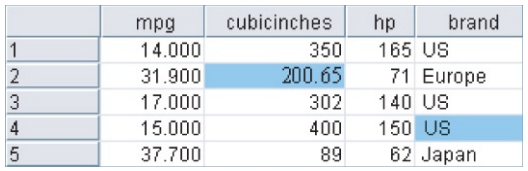 mpg cubicinches hp brand
1 14.000 350 165 US
2 31.900 200.65 71 Europe
3 17.000 302 140 US
4 15.000 400 150 US
5 37.700 89 62 Japan